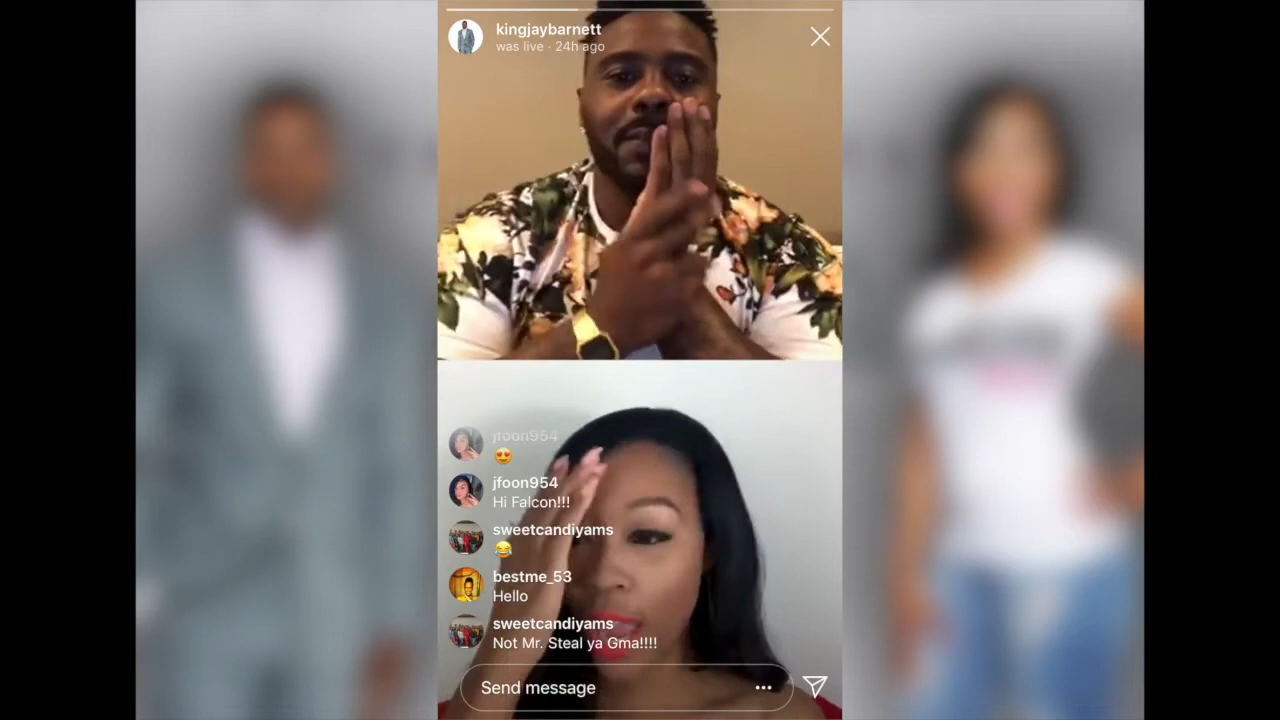 kingjaybarnett
was live · 24h ago
jfoon954
😍
jfoon954
Hi Falcon!!!
sweetcandiyams
😂
bestme_53
Hello
sweetcandiyams
Not Mr. Steal ya Gma!!!!
Send message